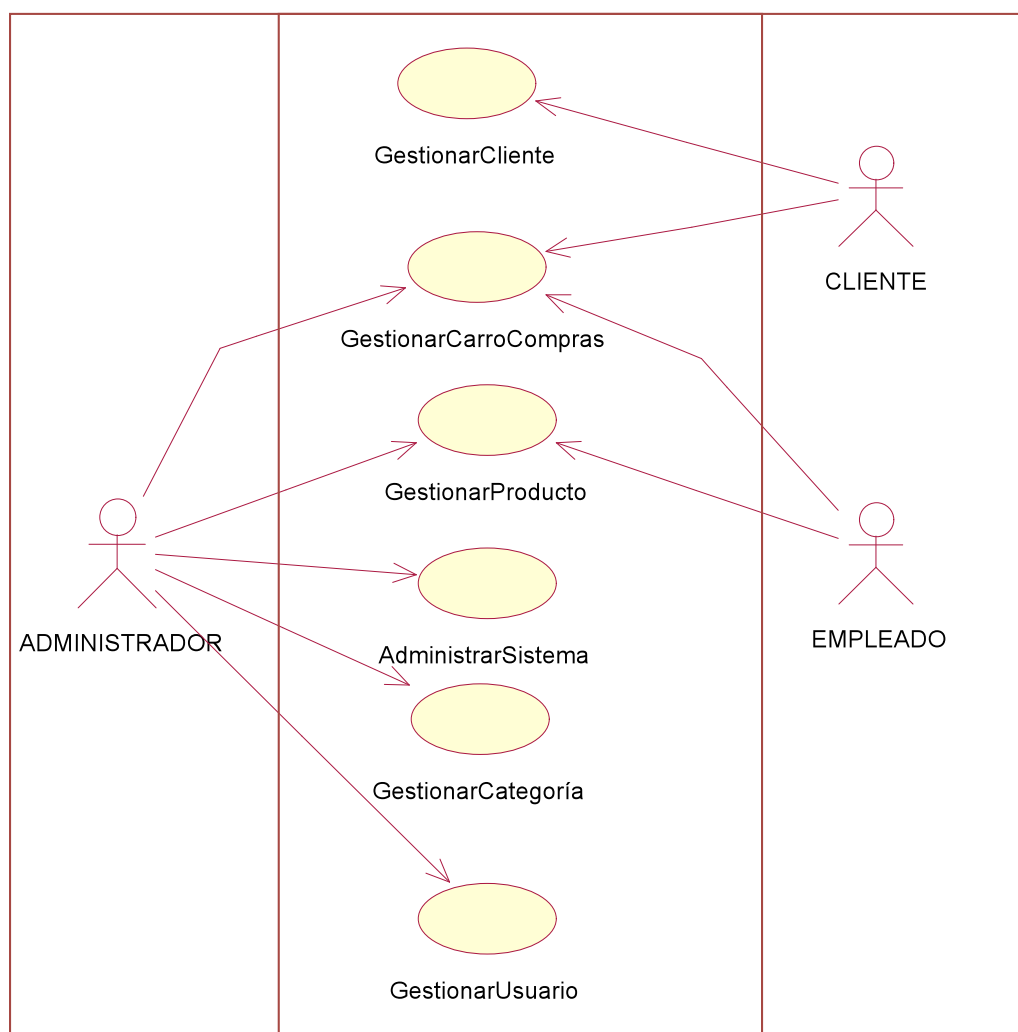 GestionarCliente
CLIENTE
GestionarCarroCompras
GestionarProducto
ADMINISTRADOR
EMPLEADO
AdministrarSistema
GestionarCategoría
GestionarUsuario